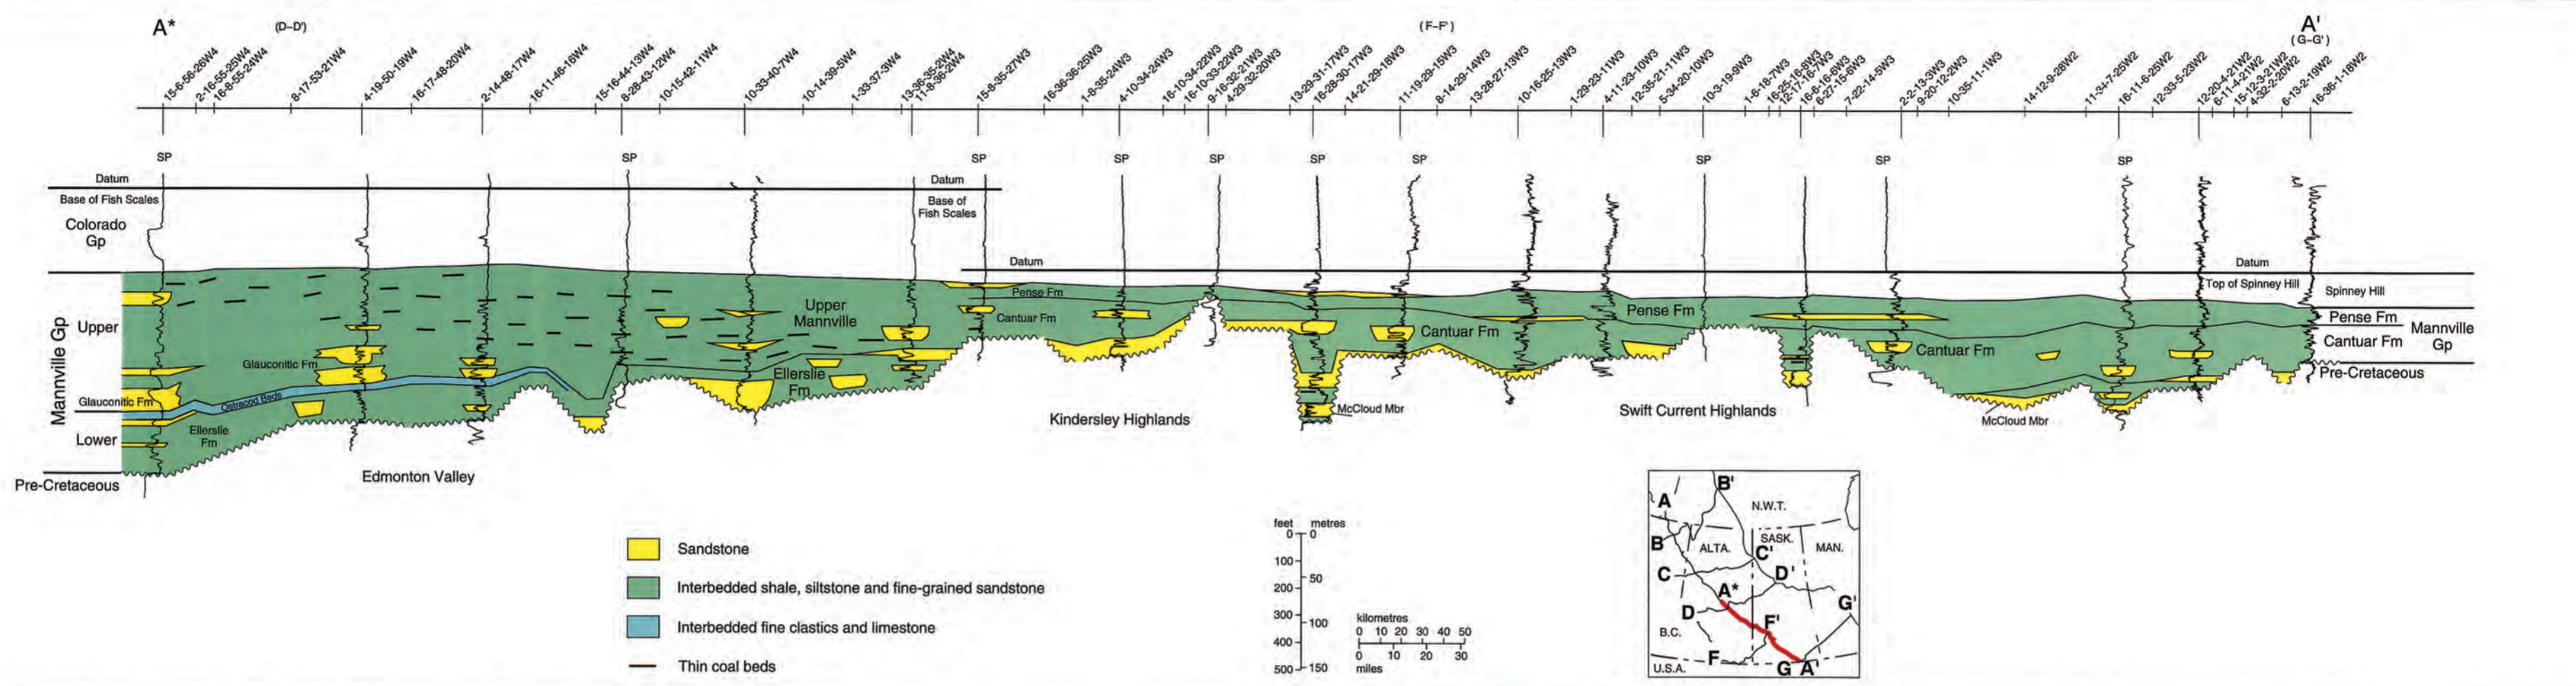 A*
(D–D')
(F–F')
A'
(G–G')
15-6-56-26W4
2-16-55-25W4
16-8-55-24W4
8-17-53-21W4
4-19-50-19W4
16-17-48-20W4
2-14-48-17W4
16-11-46-16W4
15-16-44-13W4
8-28-43-12W4
10-15-42-11W4
10-33-40-7W4
10-14-39-5W4
1-33-37-3W4
13-36-35-2W4
11-8-36-2W4
15-8-35-27W3
16-36-36-25W3
1-8-35-24W3
4-10-34-24W3
16-10-34-22W3
16-10-33-22W3
9-16-32-21W3
4-29-32-20W3
13-29-31-17W3
16-28-30-17W3
14-21-29-18W3
11-19-29-15W3
8-14-29-14W3
13-28-27-13W3
10-16-25-13W3
1-29-23-11W3
4-11-23-10W3
12-35-21-11W3
5-34-20-10W3
10-3-19-9W3
1-6-18-7W3
16-25-16-8W3
12-17-16-7W3
16-6-16-6W3
6-27-15-6W3
7-22-14-5W3
2-2-13-3W3
9-20-12-2W3
10-35-11-1W3
14-12-9-28W2
11-34-7-25W2
16-11-6-25W2
12-33-5-23W2
12-20-4-21W2
6-11-4-21W2
15-12-3-21W2
4-32-2-20W2
6-13-2-19W2
16-36-1-18W2
SP
SP
SP
SP
SP
SP
SP
SP
SP
SP
Datum
Base of Fish Scales
Colorado
Gp
Datum
Base of
Fish Scales
Datum
Datum
Top of Spinney Hill
Spinney Hill
Mannville Gp
Upper
Lower
Pre-Cretaceous
Glauconitic Fm
Glauconitic Fm
Ostracod Beds
Ellerslie
Fm
Upper
Mannville
Ellerslie
Fm
Pense Fm
Cantuar Fm
Cantuar Fm
Pense Fm
Cantuar Fm
Pense Fm
Cantuar Fm
Mannville
Gp
Pre-Cretaceous
McCloud Mbr
McCloud Mbr
Edmonton Valley
Kindersley Highlands
Swift Current Highlands
Sandstone
Interbedded shale, siltstone and fine-grained sandstone
Interbedded fine clastics and limestone
Thin coal beds
feet metres
0 0
100
50
200
300
100
400
500 150
kilometres
0 10 20 30 40 50
0 10 20 30
miles
A
B'
N.W.T.
B
ALTA.
SASK.
MAN.
C'
C
D'
A*
D
G'
F'
B.C.
F
G A'
U.S.A.